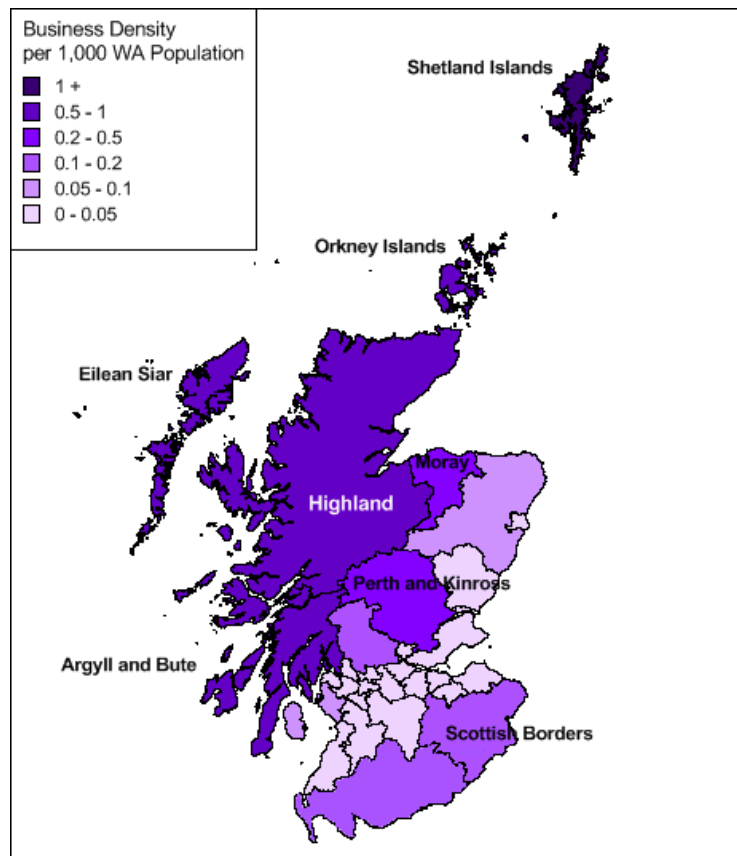 Business Density
per 1,000 WA Population
1 +
0.5 - 1
0.2 - 0.5
0.1 - 0.2
0.05 - 0.1
0 - 0.05
Shetland Islands
Orkney Islands
Eilean Siar
Moray
Highland
Perth and Kinross
Argyll and Bute
Scottish Borders